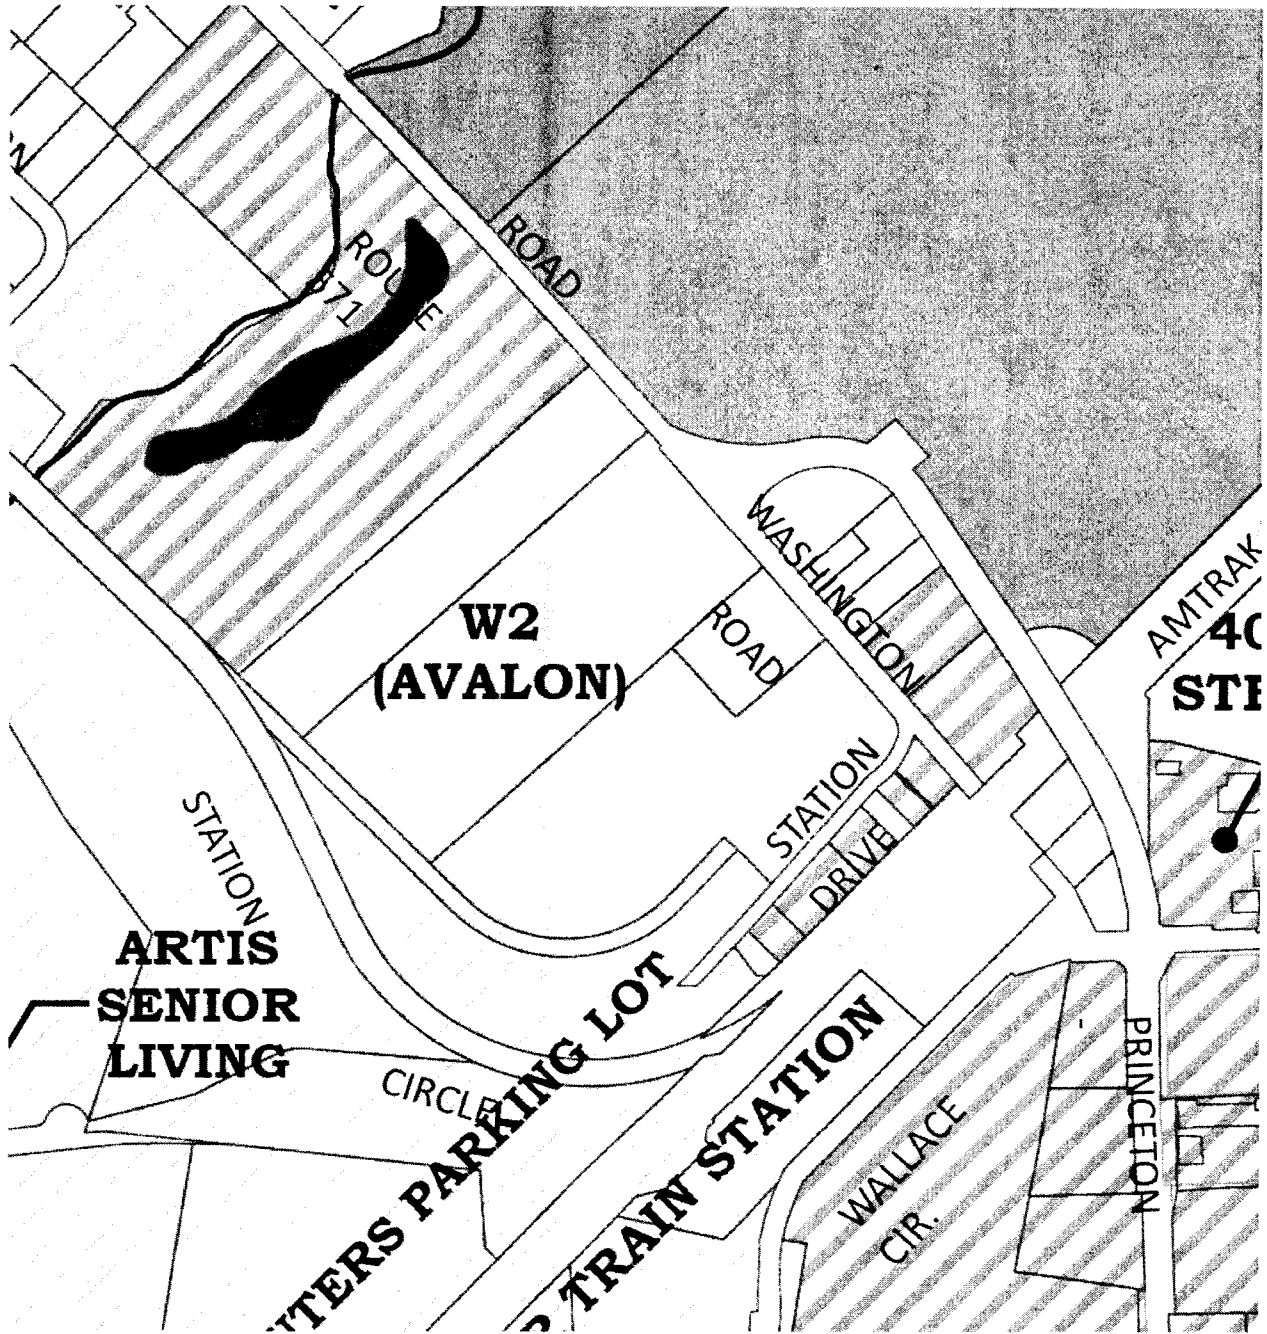 ROUTE
571
ROAD
WASHINGTON
ROAD
W2
(AVALON)
AMTRAK
40
STATION
STATION
DRIVE
ARTIS
SENIOR
LIVING
CIRCLE
PARKING LOT
TRAIN STATION
WALLACE
CIR.
PRINCETON